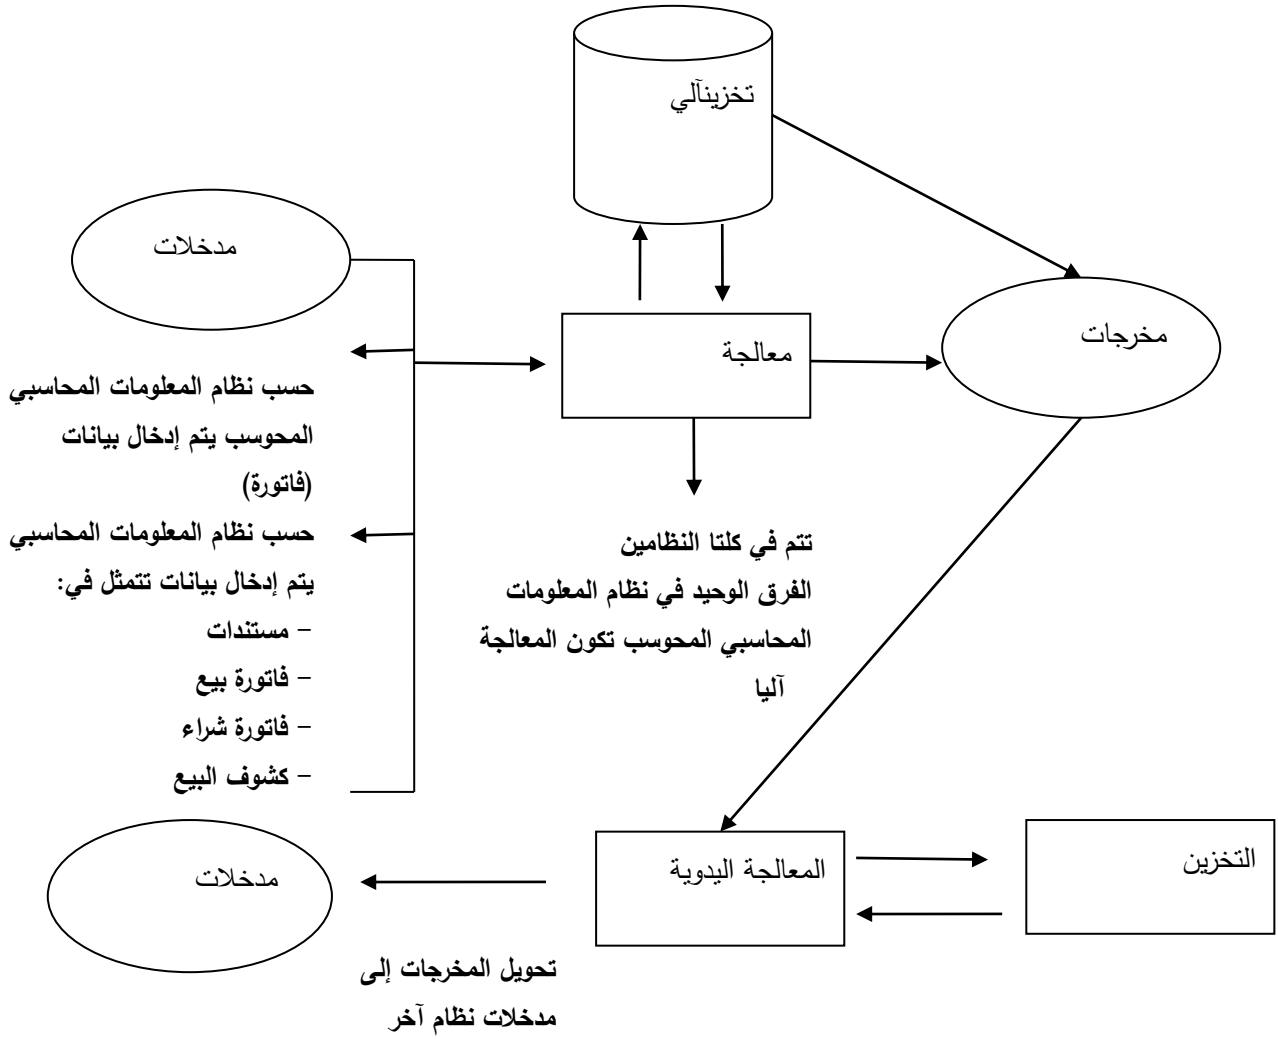 تخزينآلي
مدخلات
مخرجات
معالجة
حسب نظام المعلومات المحاسبي
المحوسب يتم إدخال بيانات
(فاتورة)
حسب نظام المعلومات المحاسبي
يتم إدخال بيانات تتمثل في:
- مستندات
- فاتورة بيع
- فاتورة شراء
- كشوف البيع
تتم في كلتا النظامين
الفرق الوحيد في نظام المعلومات
المحاسبي المحوسب تكون المعالجة
آليا
التخزين
المعالجة اليدوية
مدخلات
تحويل المخرجات إلى
مدخلات نظام آخر